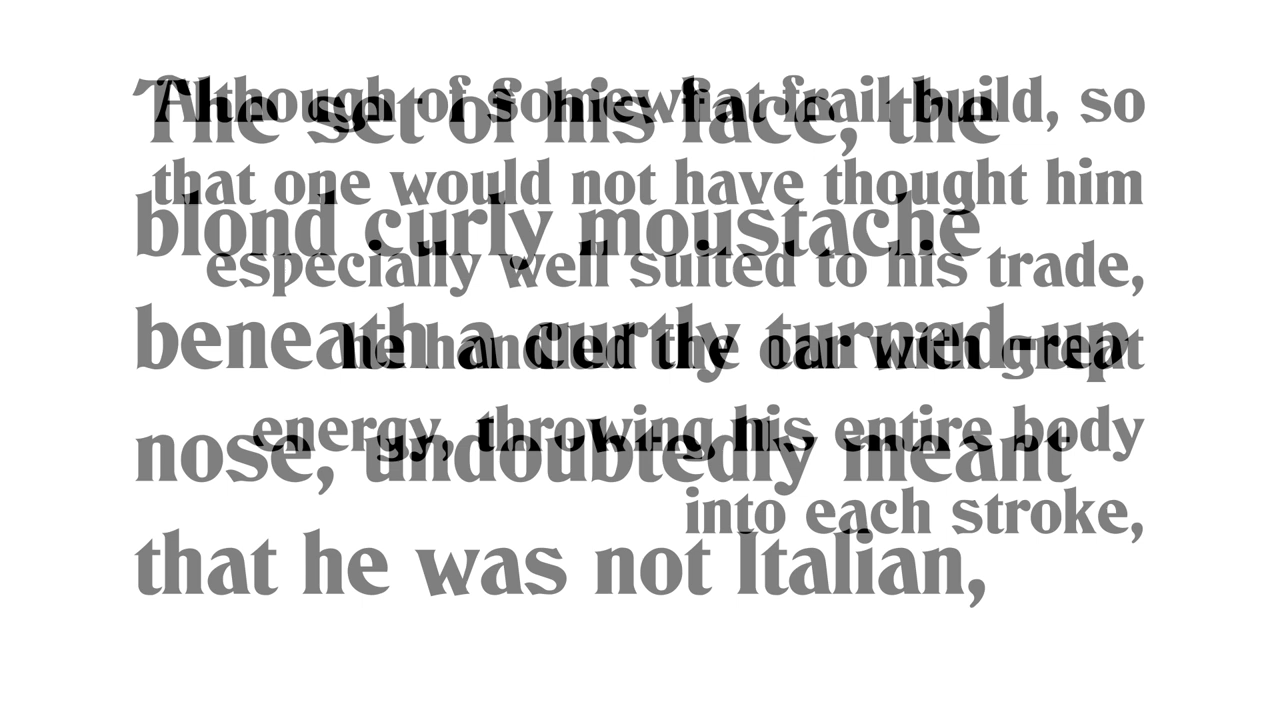 The set of his face, the
blond curly moustache
beneath a curtly turned-up
nose, undoubtedly meant
that he was not Italian,
Although of somewhat frail build, so
that one would not have thought him
especially well suited to his trade,
he handled the oar with great
energy, throwing his entire body
into each stroke,